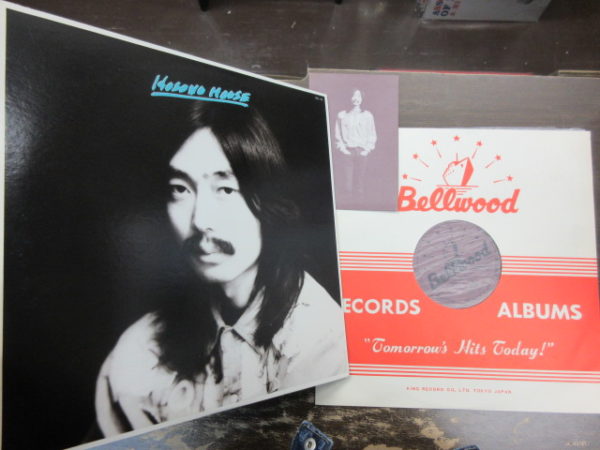 HOSONO HOUSE
Bellwood
Bellwood
RECORDS ALBUMS
"Tomorrow's Hits Today!"
KING RECORD CO., LTD. TOKYO JAPAN